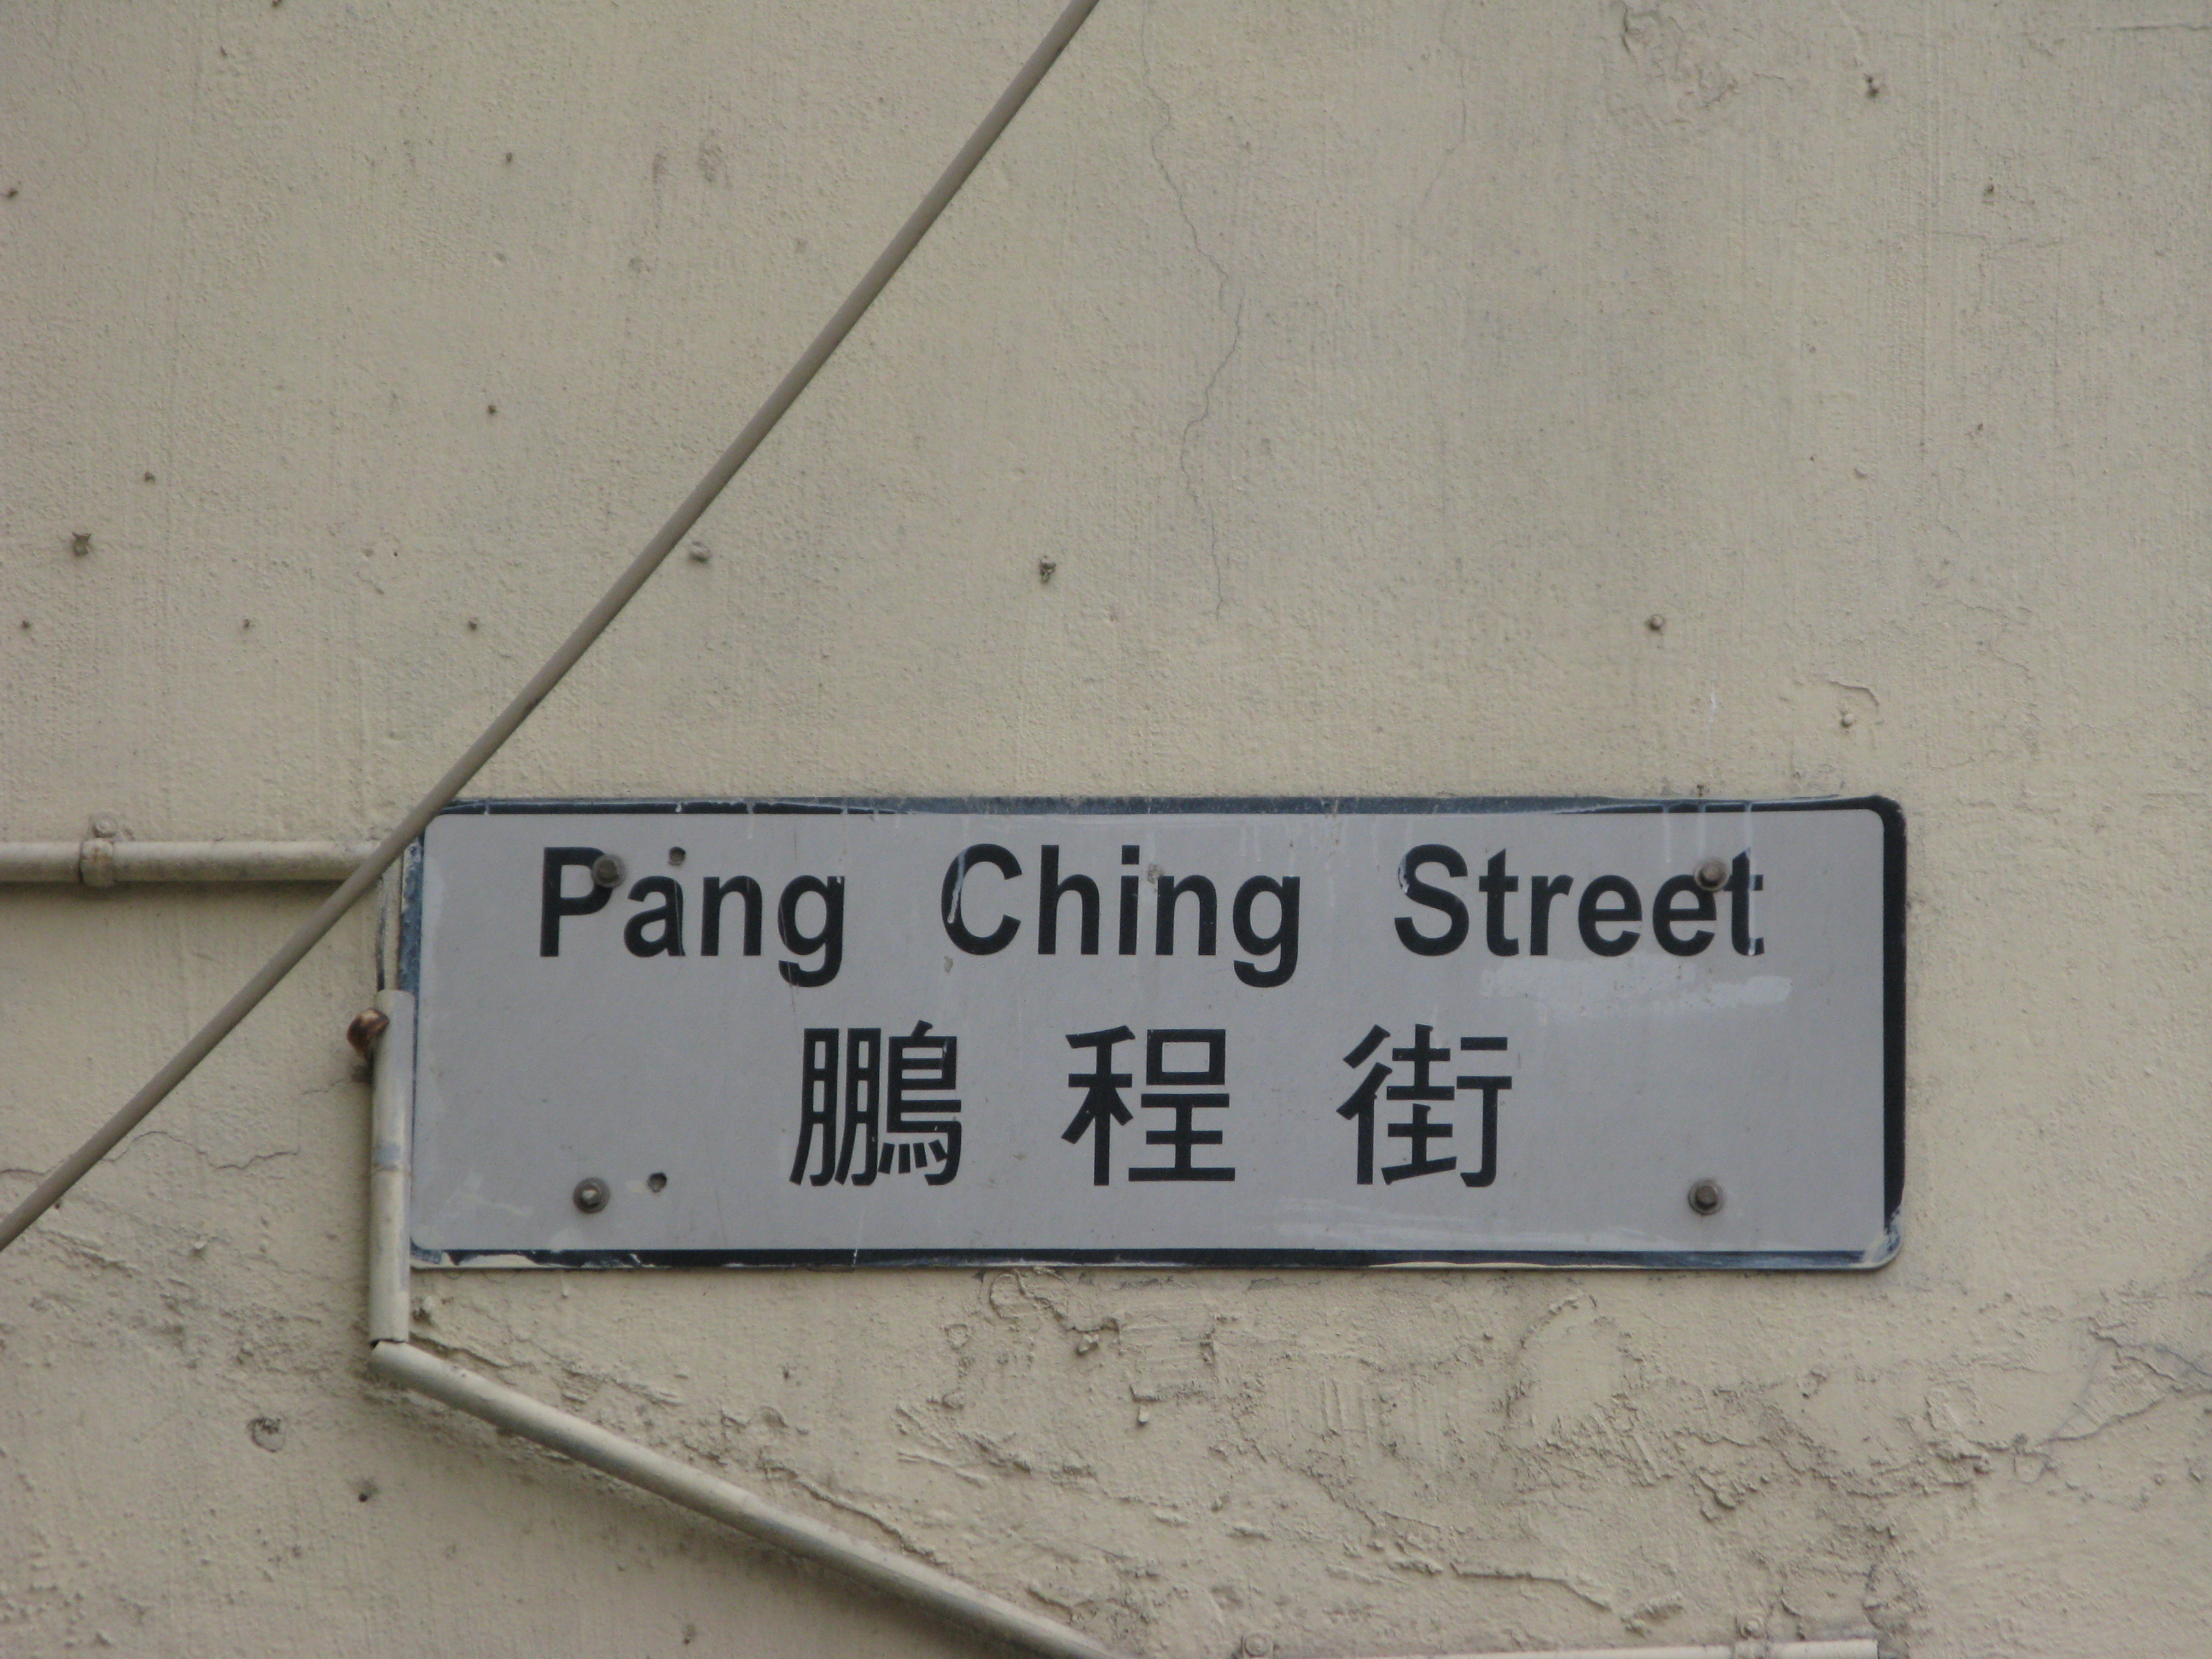 Pang Ching Street
鵬程街